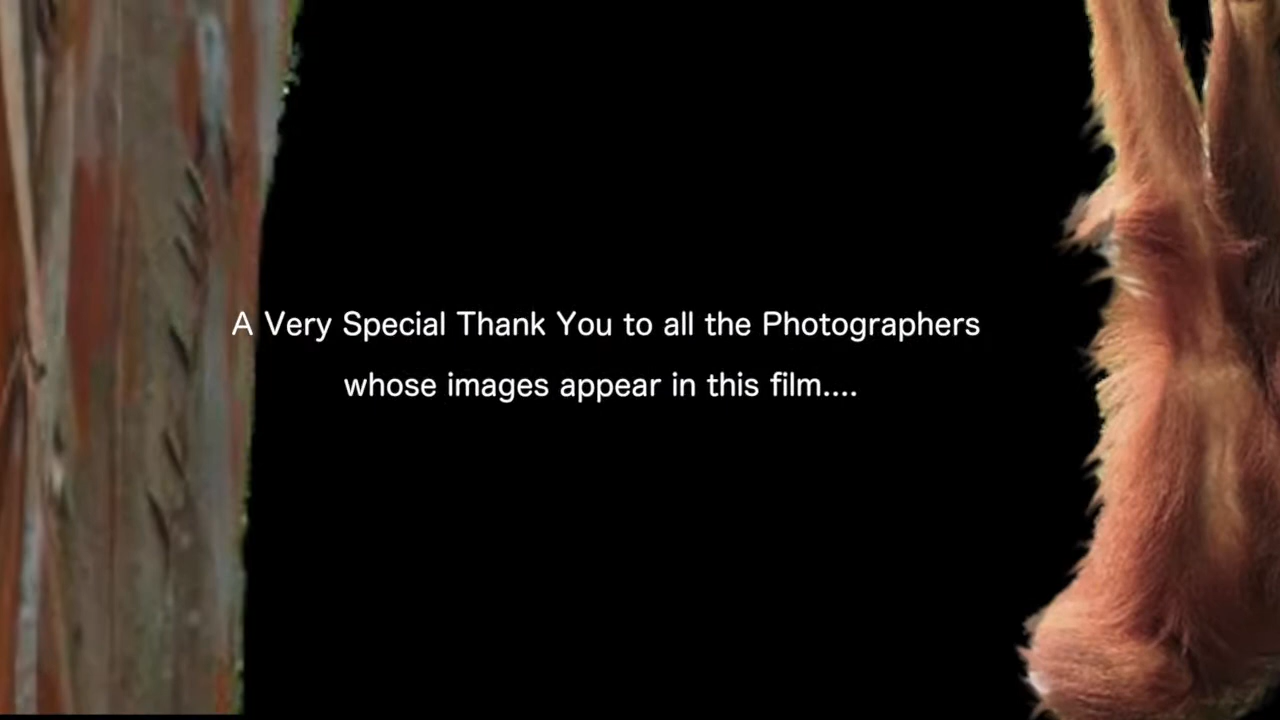 A Very Special Thank You to all the Photographers
whose images appear in this film....